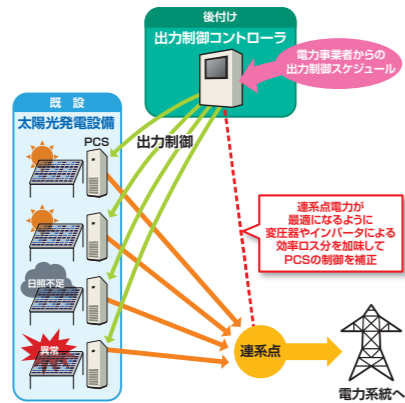 後付け
出力制御コントローラ
電力事業者からの
出力制御スケジュール
既 設
太陽光発電設備
PCS
出力制御
日照不足
異常
連系点電力が
最適になるように
変圧器やインバータによる
効率ロス分を加味して
PCSの制御を補正
連系点
電力系統へ